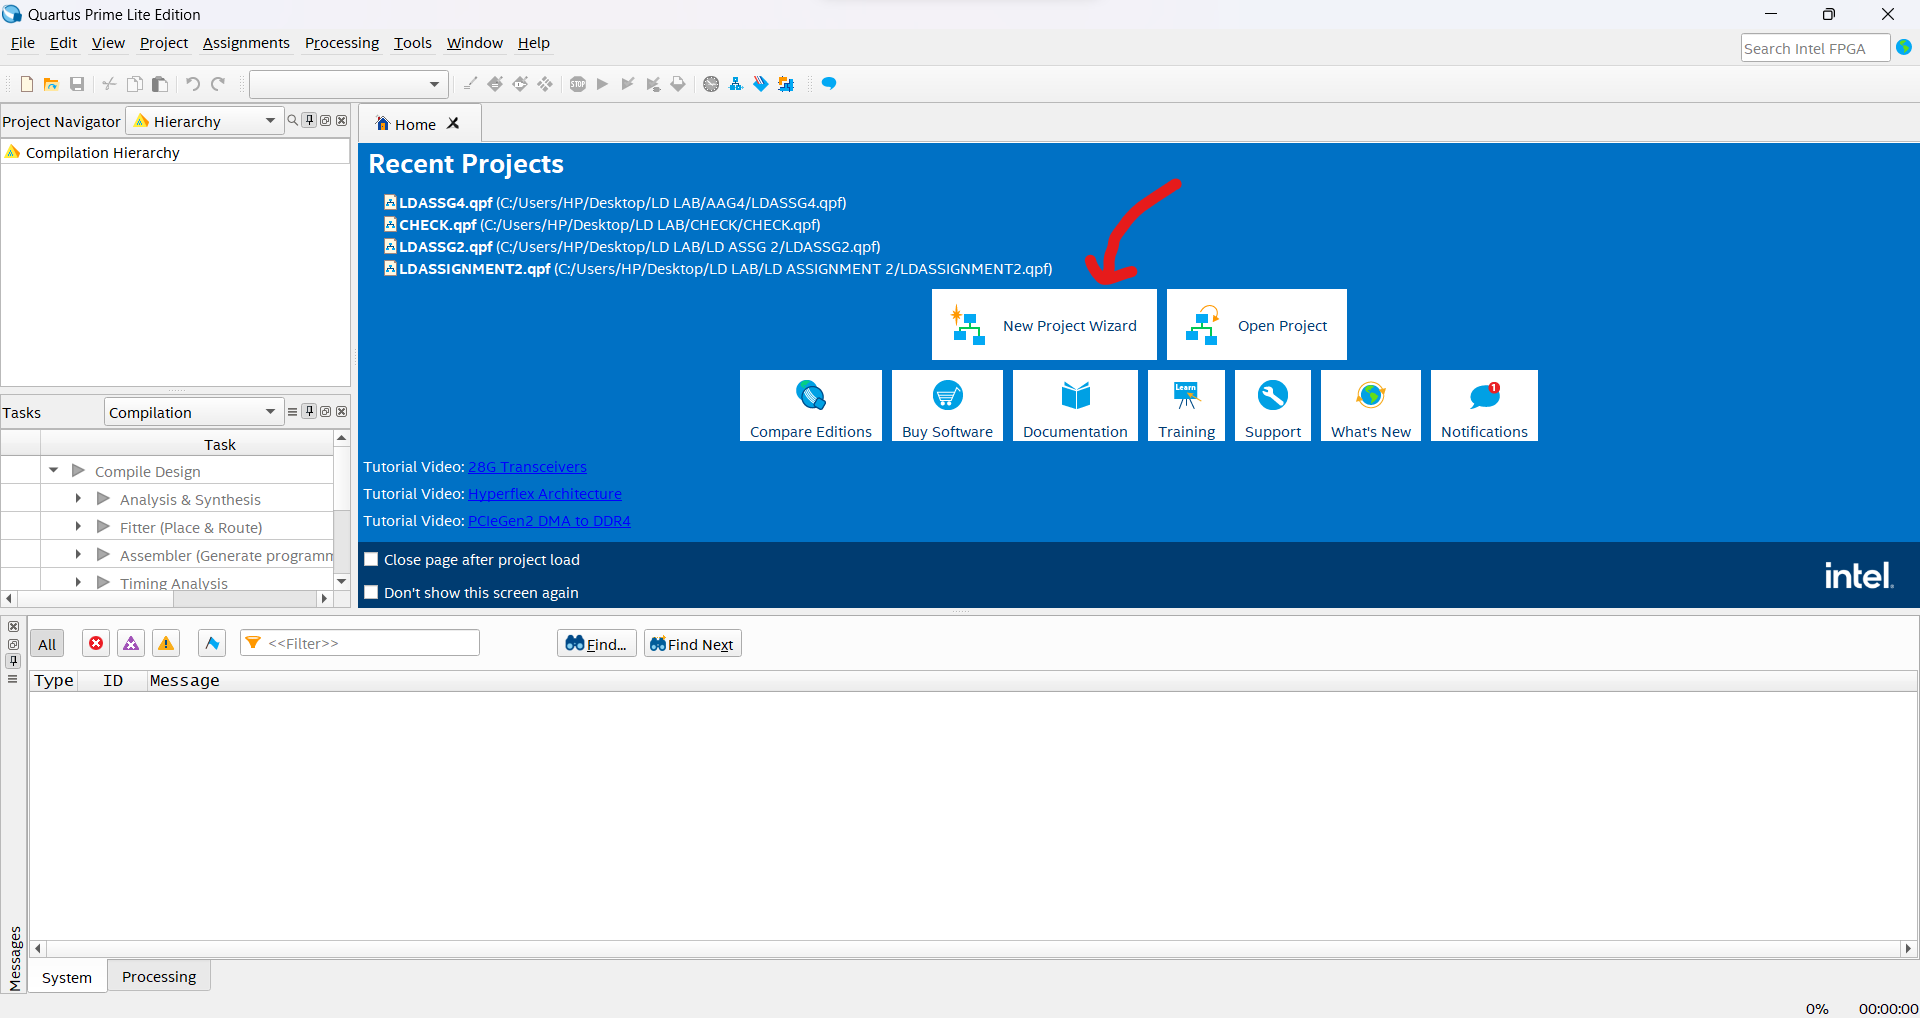 Quartus Prime Lite Edition
File Edit View Project Assignments Processing Tools Window Help
Search Intel FPGA
STOP
Project Navigator Hierarchy
Compilation Hierarchy
Home
Recent Projects
LDASSG4.qpf (C:/Users/HP/Desktop/LD LAB/AAG4/LDASSG4.qpf)
CHECK.qpf (C:/Users/HP/Desktop/LD LAB/CHECK/CHECK.qpf)
LDASSG2.qpf (C:/Users/HP/Desktop/LD LAB/LD ASSG 2/LDASSG2.qpf)
LDASSIGNMENT2.qpf (C:/Users/HP/Desktop/LD LAB/LD ASSIGNMENT 2/LDASSIGNMENT2.qpf)
New Project Wizard Open Project
Learn 1
Compare Editions Buy Software Documentation Training Support What's New Notifications
Tutorial Video: 28G Transceivers
Tutorial Video: Hyperflex Architecture
Tutorial Video: PCIeGen2 DMA to DDR4
Close page after project load
Don't show this screen again
intel.
Tasks Compilation
Task
Compile Design
Analysis & Synthesis
Fitter (Place & Route)
Assembler (Generate programm
Timing Analysis
All <<Filter>> Find... Find Next
Type ID Message
Messages
System Processing
0% 00:00:00